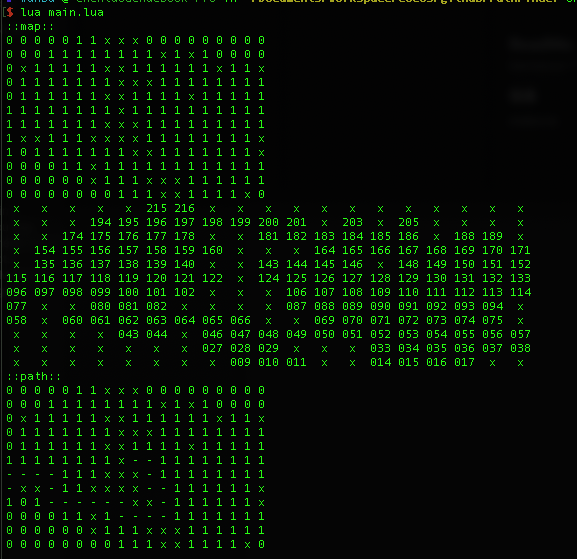 $ lua main.lua
::map::
0 0 0 0 0 1 1 x x x 0 0 0 0 0 0 0 0 0
0 0 0 1 1 1 1 1 1 1 1 x 1 x 1 0 0 0 0
0 x 1 1 1 1 1 x x 1 1 1 1 1 1 x 1 1 x
0 1 1 1 1 1 1 1 x x x 1 1 1 1 1 1 1 1
0 1 1 1 1 1 1 x x 1 1 1 1 x 1 1 1 1 1
1 1 1 1 1 1 1 1 x 1 1 1 1 1 1 1 1 1 1
1 1 1 1 1 1 1 x x x 1 1 1 1 1 1 1 1 1
1 x x 1 1 1 x x x x 1 1 1 1 1 1 1 1 x
1 0 1 1 1 1 1 1 1 x x 1 1 1 1 1 1 1 x
0 0 0 0 1 1 x 1 1 1 1 1 1 1 1 1 1 1 1
0 0 0 0 0 0 x 1 1 1 x x x 1 1 1 1 1 1
0 0 0 0 0 0 0 0 1 1 1 x x 1 1 1 1 x 0
x x x x x 215 216 x x x x x x x x x x x x
x x x 194 195 196 197 198 199 200 201 x 203 x 205 x x x x
x x 174 175 176 177 178 x x 181 182 183 184 185 186 x 188 189 x
x 154 155 156 157 158 159 160 x x x 164 165 166 167 168 169 170 171
x 135 136 137 138 139 140 x x 143 144 145 146 x 148 149 150 151 152
115 116 117 118 119 120 121 122 x 124 125 126 127 128 129 130 131 132 133
096 097 098 099 100 101 102 x x x 106 107 108 109 110 111 112 113 114
077 x x 080 081 082 x x x x 087 088 089 090 091 092 093 094 x
058 x 060 061 062 063 064 065 066 x x 069 070 071 072 073 074 075 x
x x x x 043 044 x 046 047 048 049 050 051 052 053 054 055 056 057
x x x x x x x 027 028 029 x x x 033 034 035 036 037 038
x x x x x x x x 009 010 011 x x 014 015 016 017 x x
::path::
0 0 0 0 0 1 1 x x x 0 0 0 0 0 0 0 0 0
0 0 0 1 1 1 1 1 1 1 1 x 1 x 1 0 0 0 0
0 x 1 1 1 1 1 x x 1 1 1 1 1 1 x 1 1 x
0 1 1 1 1 1 1 1 x x x 1 1 1 1 1 1 1 1
0 1 1 1 1 1 1 x x 1 1 1 1 x 1 1 1 1 1
1 1 1 1 1 1 1 1 x - - 1 1 1 1 1 1 1 1
- - - - 1 1 1 x x x - - 1 1 1 1 1 1 1
- x x - 1 1 x x x x - 1 1 1 1 1 1 1 x
1 0 1 - - - - - - x x - 1 1 1 1 1 1 x
0 0 0 0 1 1 x 1 - - - - 1 1 1 1 1 1 1
0 0 0 0 0 0 x 1 1 1 x x x 1 1 1 1 1 1
0 0 0 0 0 0 0 0 1 1 1 x x 1 1 1 1 x 0